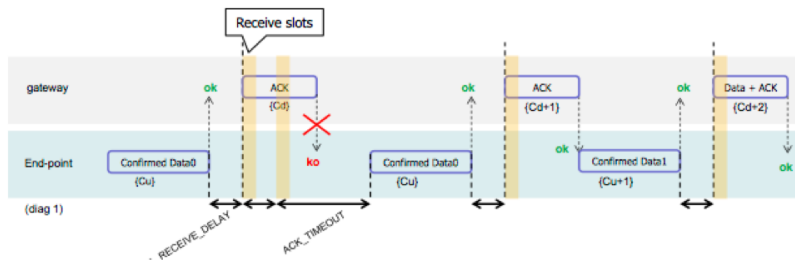 Receive slots
gateway
ok
ACK
{Cd}
ok
ACK
{Cd+1}
ok
Data + ACK
{Cd+2}
End-point
Confirmed Data0
{Cu}
ko
Confirmed Data0
{Cu}
ok
Confirmed Data1
{Cu+1}
ok
(diag 1)
RECEIVE_DELAY
ACK_TIMEOUT